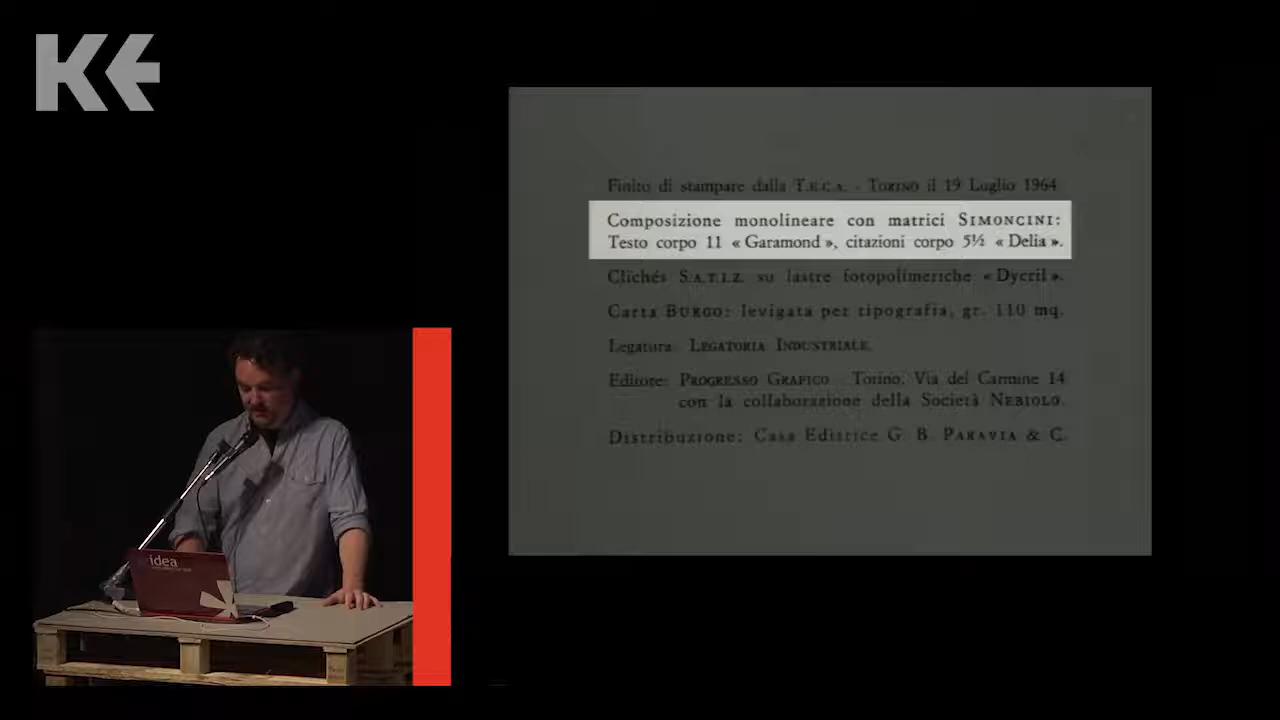 KE
Finito di stampare dalla T.E.C.A. - TORINO il 19 Luglio 1964.
Composizione monolineare con matrici SIMONCINI:
Testo corpo 11 « Garamond », citazioni corpo 5½ « Delia ».
Clichés S.A.T.I.Z. su lastre fotopolimeriche « Dycril ».
Carta BURGO: levigata per tipografia, gr. 110 mq.
Legatura: LEGATORIA INDUSTRIALE.
Editore: PROGRESSO GRAFICO - Torino, Via del Carmine 14
con la collaborazione della Società NEBIOLO.
Distribuzione: Casa Editrice G. B. PARAVIA & C.
idea